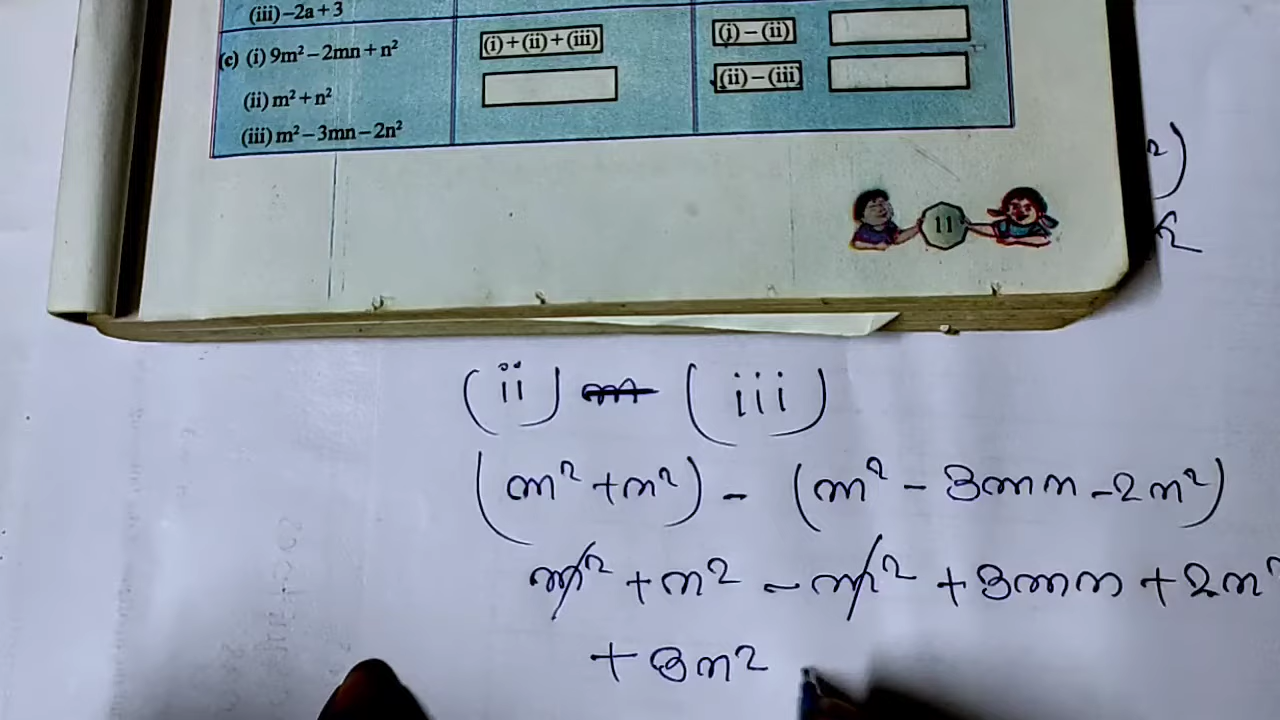 (iii) –2a + 3
(c) (i) 9m² – 2mn + n²
(ii) m² + n²
(iii) m² – 3mn – 2n²
(i) + (ii) + (iii)
(i) – (ii)
(ii) – (iii)
11
(ii) – (iii)
(m² + n²) – (m² – 3mn – 2n²)
m² + n² – m² + 3mn + 2n²
+ 3n²